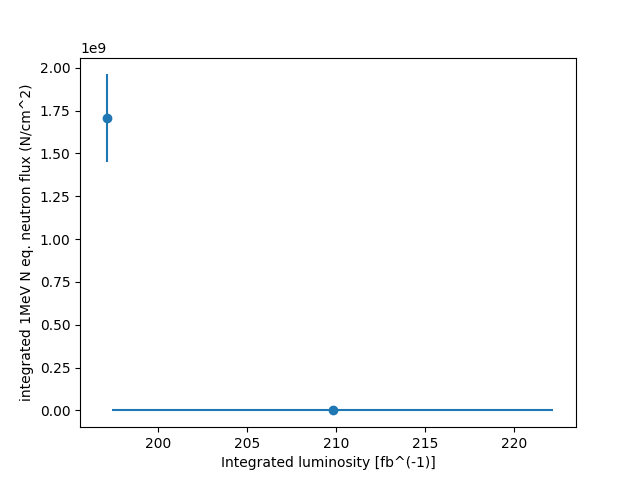 1e9
2.00
1.75
1.50
1.25
1.00
0.75
0.50
0.25
0.00
integrated 1MeV N eq. neutron flux (N/cm^2)
200 205 210 215 220
Integrated luminosity [fb^(-1)]